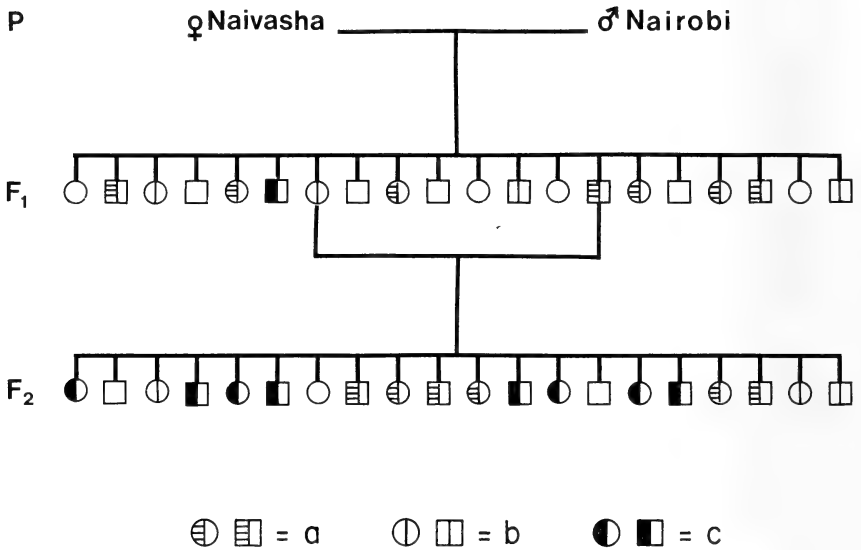 P ♀Naivasha ♂Nairobi
F₁
F₂
= a = b = c